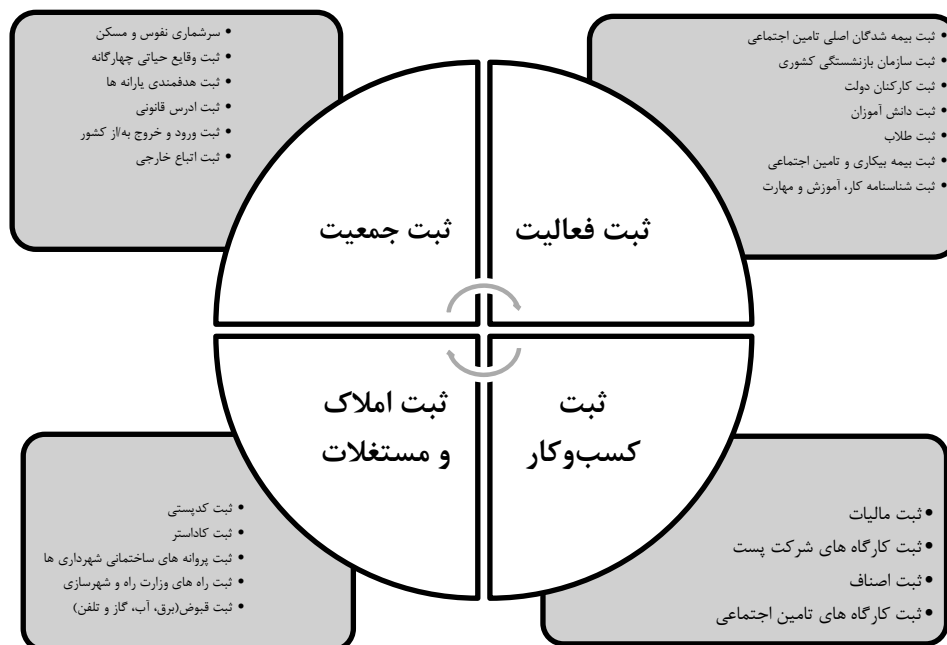 • ثبت بیمه شدگان اصلی تامین اجتماعی
• ثبت سازمان بازنشستگی کشوری
• ثبت کارکنان دولت
• ثبت دانش آموزان
• ثبت طلاب
• ثبت بیمه بیکاری و تامین اجتماعی
• ثبت شناسنامه کار، آموزش و مهارت
• سرشماری نفوس و مسکن
• ثبت وقایع حیاتی چهارگانه
• ثبت هدفمندی یارانه ها
• ثبت ادرس قانونی
• ثبت ورود و خروج به/از کشور
• ثبت اتباع خارجی
ثبت فعالیت
ثبت جمعیت
ثبت
کسب‌وکار
ثبت املاک
و مستغلات
• ثبت مالیات
• ثبت کارگاه های شرکت پست
• ثبت اصناف
• ثبت کارگاه های تامین اجتماعی
• ثبت کدپستی
• ثبت کاداستر
• ثبت پروانه های ساختمانی شهرداری ها
• ثبت راه های وزارت راه و شهرسازی
• ثبت قبوض(برق، آب، گاز و تلفن)